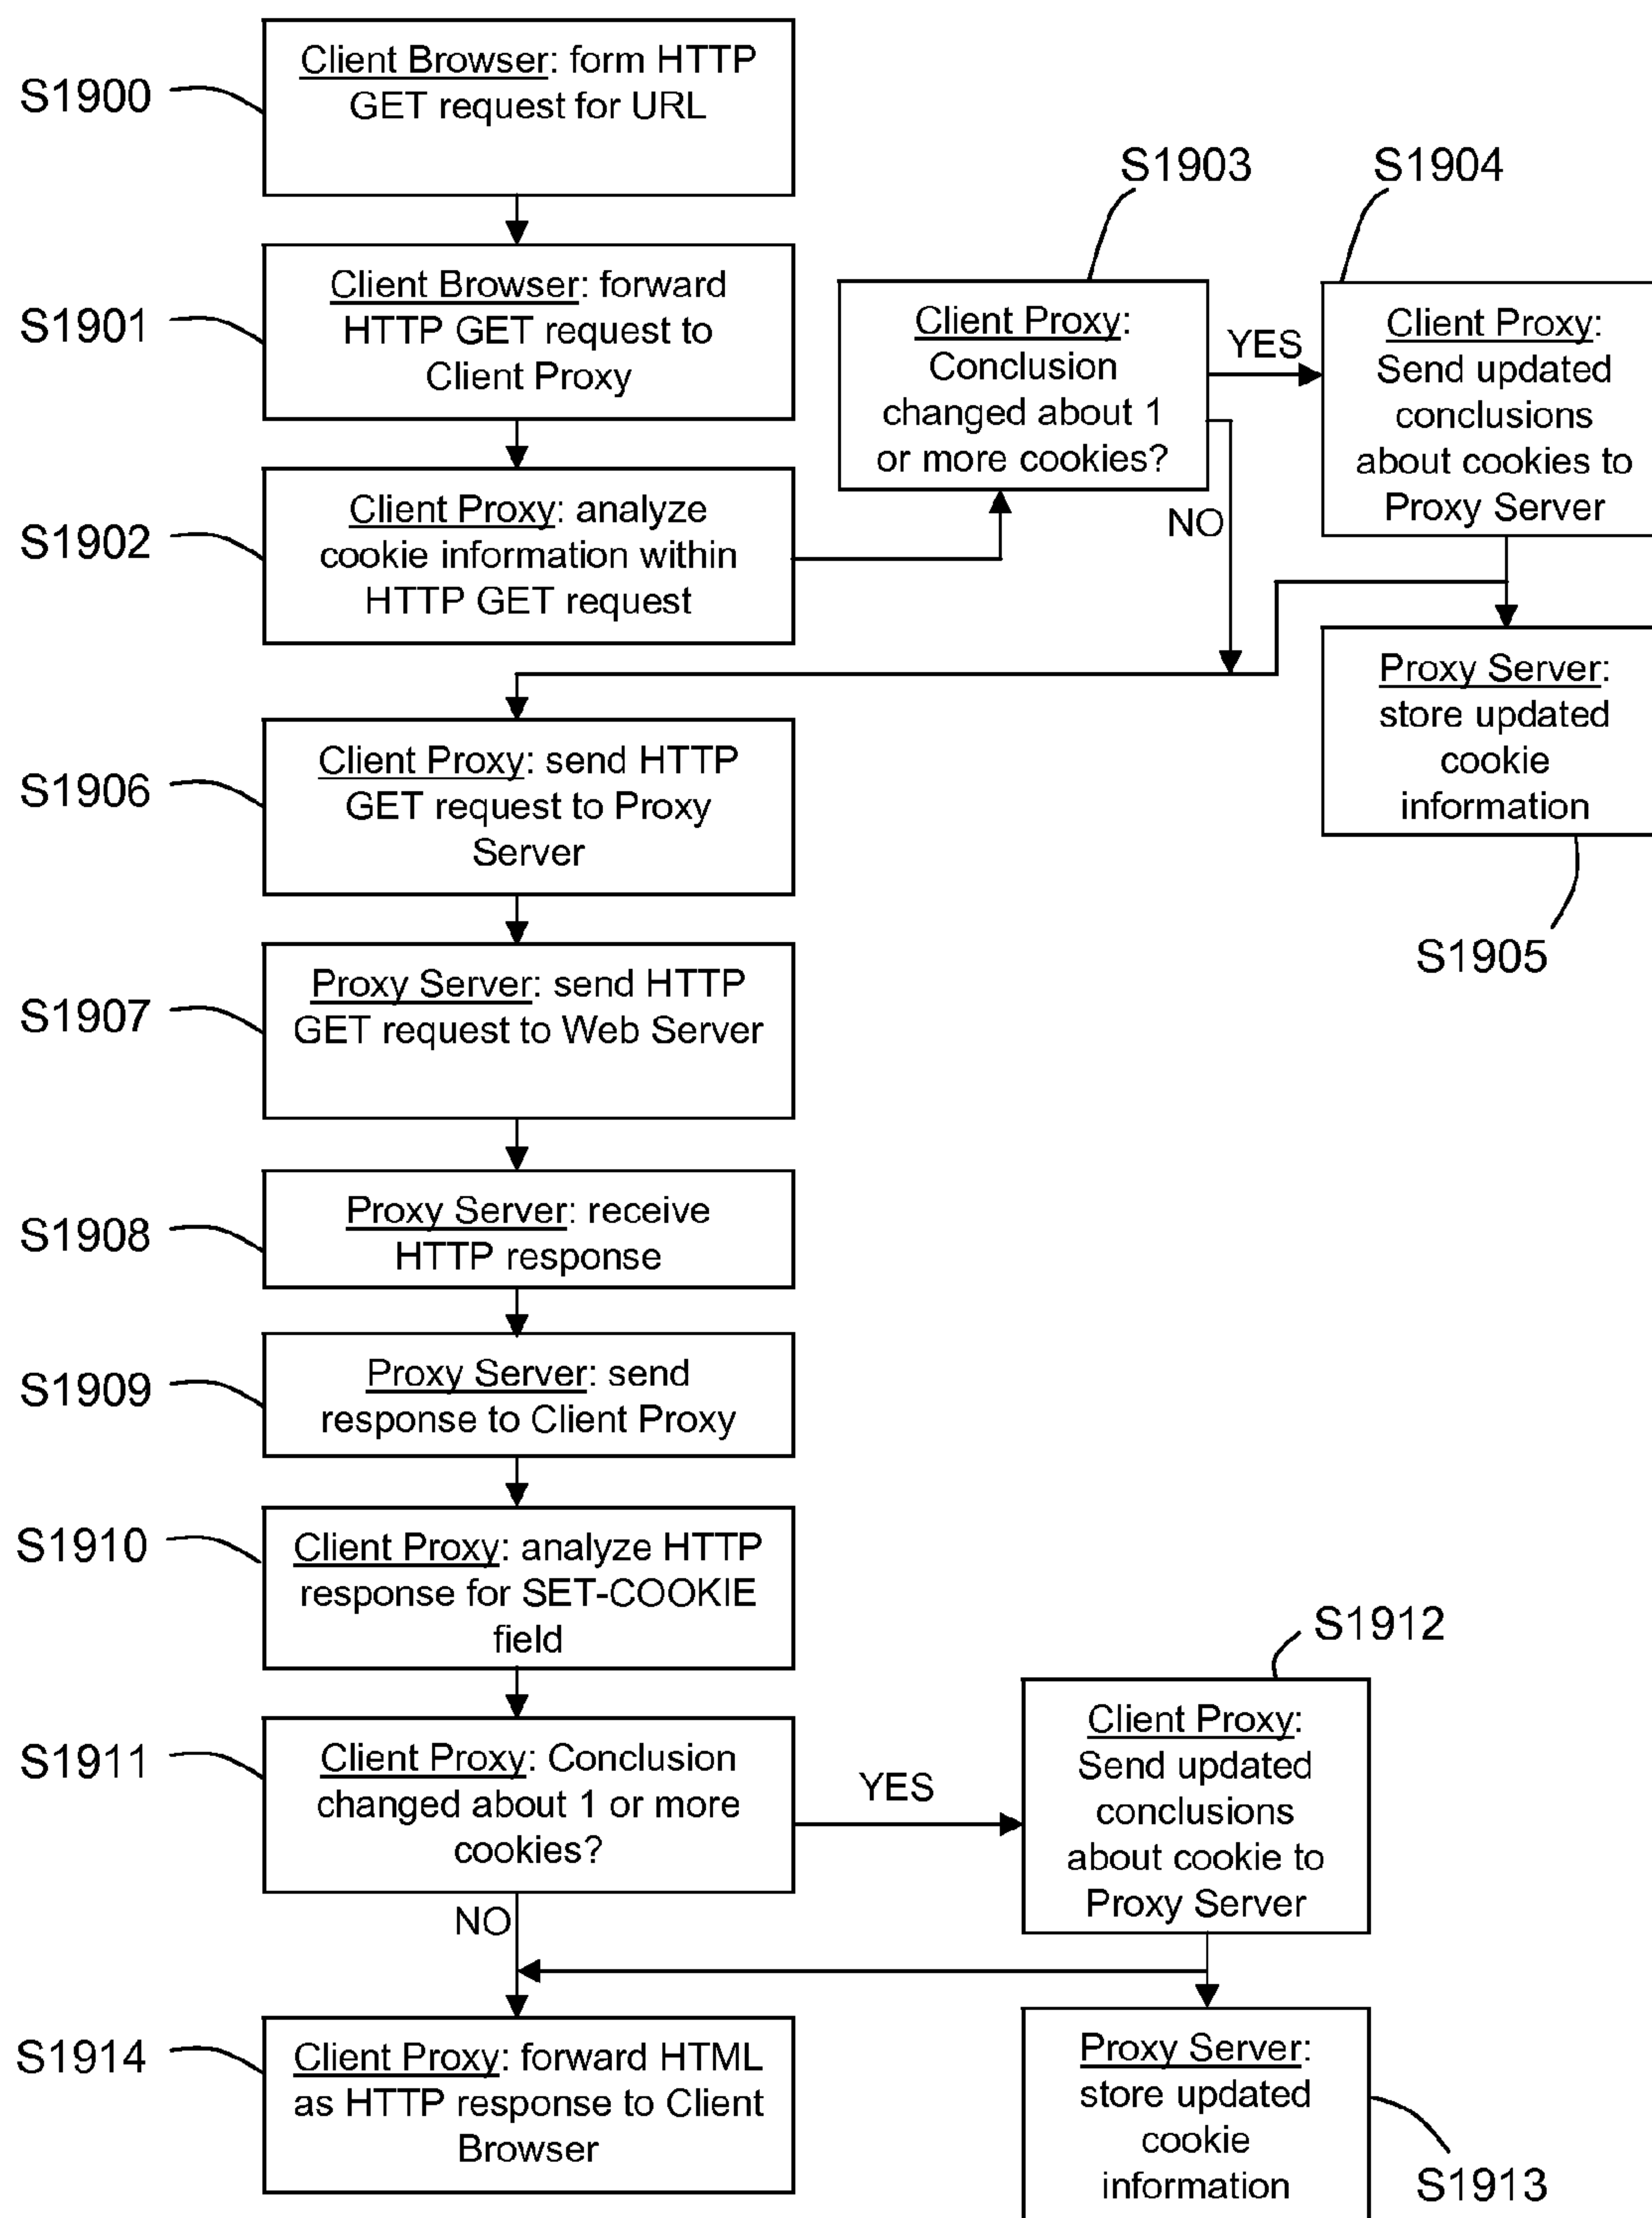 S1900
Client Browser: form HTTP
GET request for URL
S1901
Client Browser: forward
HTTP GET request to
Client Proxy
S1902
Client Proxy: analyze
cookie information within
HTTP GET request
S1903
Client Proxy:
Conclusion
changed about 1
or more cookies?
YES
NO
S1904
Client Proxy:
Send updated
conclusions
about cookies to
Proxy Server
Proxy Server:
store updated
cookie
information
S1905
S1906
Client Proxy: send HTTP
GET request to Proxy
Server
S1907
Proxy Server: send HTTP
GET request to Web Server
S1908
Proxy Server: receive
HTTP response
S1909
Proxy Server: send
response to Client Proxy
S1910
Client Proxy: analyze HTTP
response for SET-COOKIE
field
S1911
Client Proxy: Conclusion
changed about 1 or more
cookies?
YES
NO
S1912
Client Proxy:
Send updated
conclusions
about cookie to
Proxy Server
Proxy Server:
store updated
cookie
information
S1913
S1914
Client Proxy: forward HTML
as HTTP response to Client
Browser